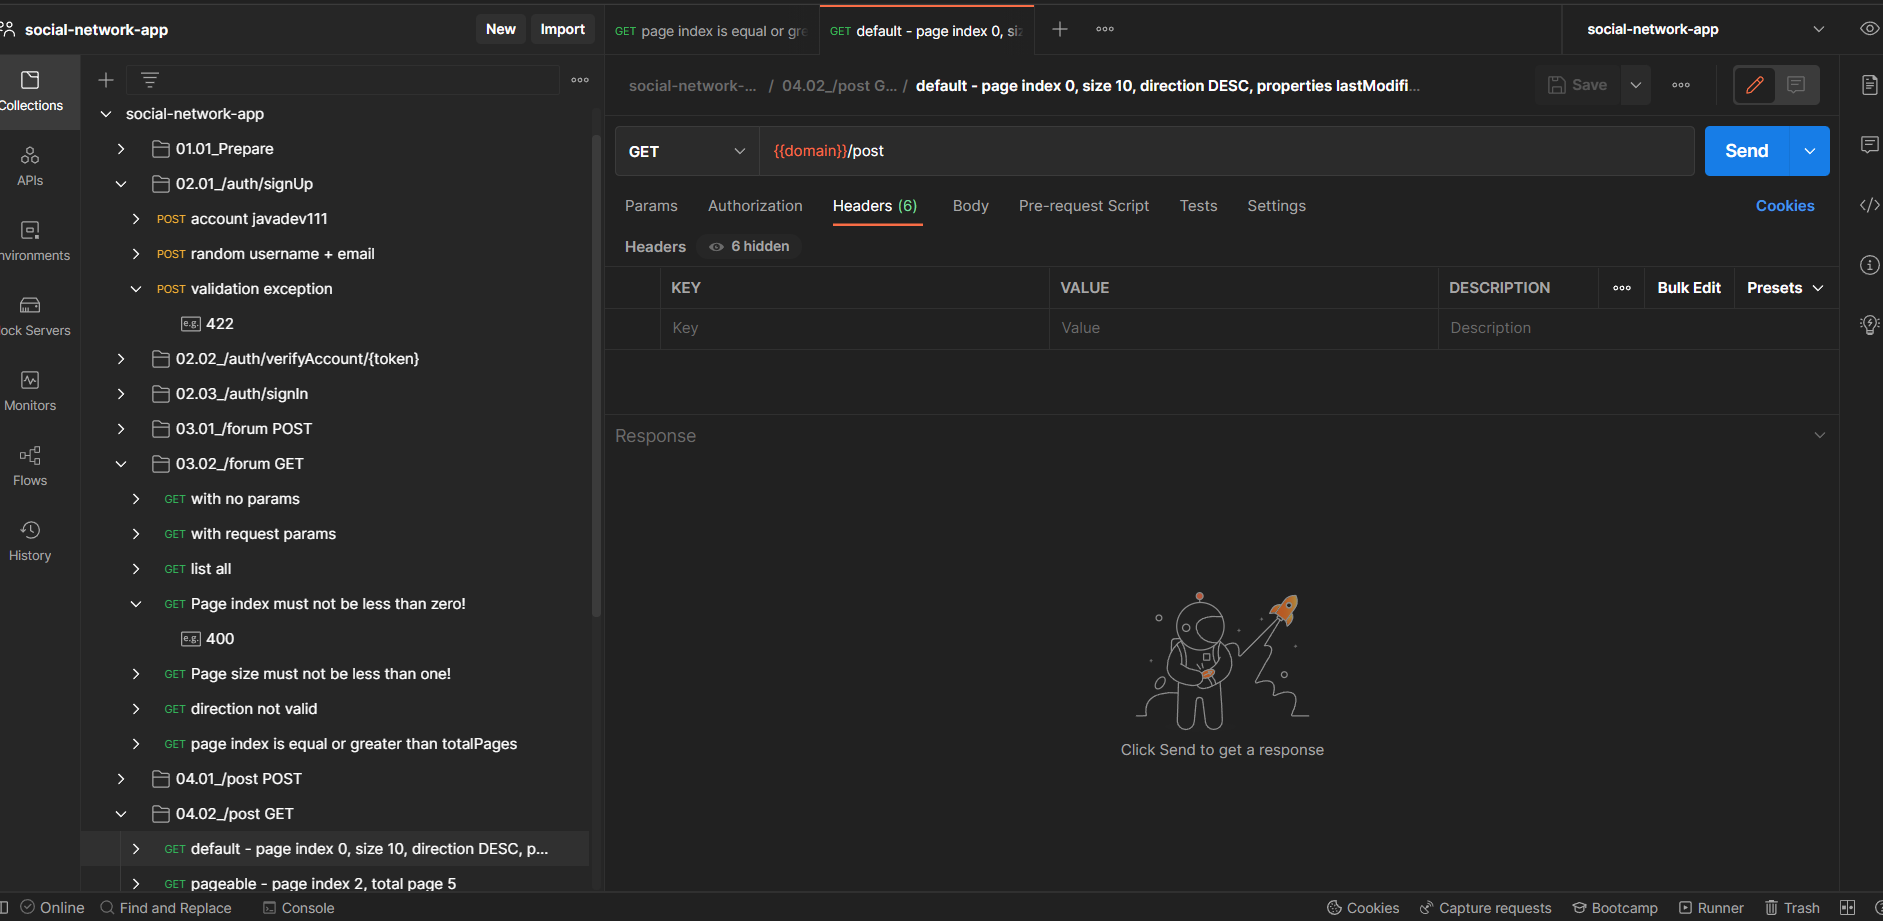 social-network-app
New
Import
GET page index is equal or gre
GET default - page index 0, siz
social-network-app
Collections
social-network-... / 04.02_/post G... / default - page index 0, size 10, direction DESC, properties lastModifi...
Save
social-network-app
01.01_Prepare
GET
{{domain}}/post
Send
APIs
02.01_/auth/signUp
Params
Authorization
Headers (6)
Body
Pre-request Script
Tests
Settings
Cookies
POST account javadev111
Headers
6 hidden
nvironments
POST random username + email
KEY
VALUE
DESCRIPTION
Bulk Edit
Presets
POST validation exception
ock Servers
e.g. 422
Key
Value
Description
02.02_/auth/verifyAccount/{token}
Monitors
02.03_/auth/signIn
03.01_/forum POST
Response
03.02_/forum GET
Flows
GET with no params
GET with request params
History
GET list all
GET Page index must not be less than zero!
e.g. 400
GET Page size must not be less than one!
GET direction not valid
GET page index is equal or greater than totalPages
Click Send to get a response
04.01_/post POST
04.02_/post GET
GET default - page index 0, size 10, direction DESC, p...
GET pageable - page index 2, total page 5
Online
Find and Replace
Console
Cookies
Capture requests
Bootcamp
Runner
Trash